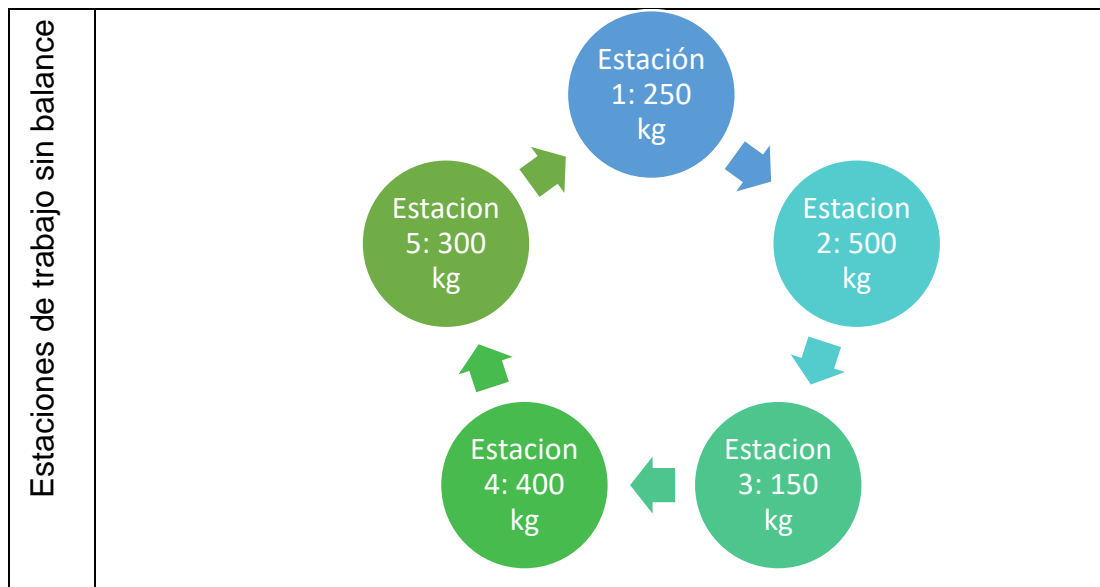 Estaciones de trabajo sin balance
Estación
1: 250
kg
Estacion
2: 500
kg
Estacion
3: 150
kg
Estacion
4: 400
kg
Estacion
5: 300
kg